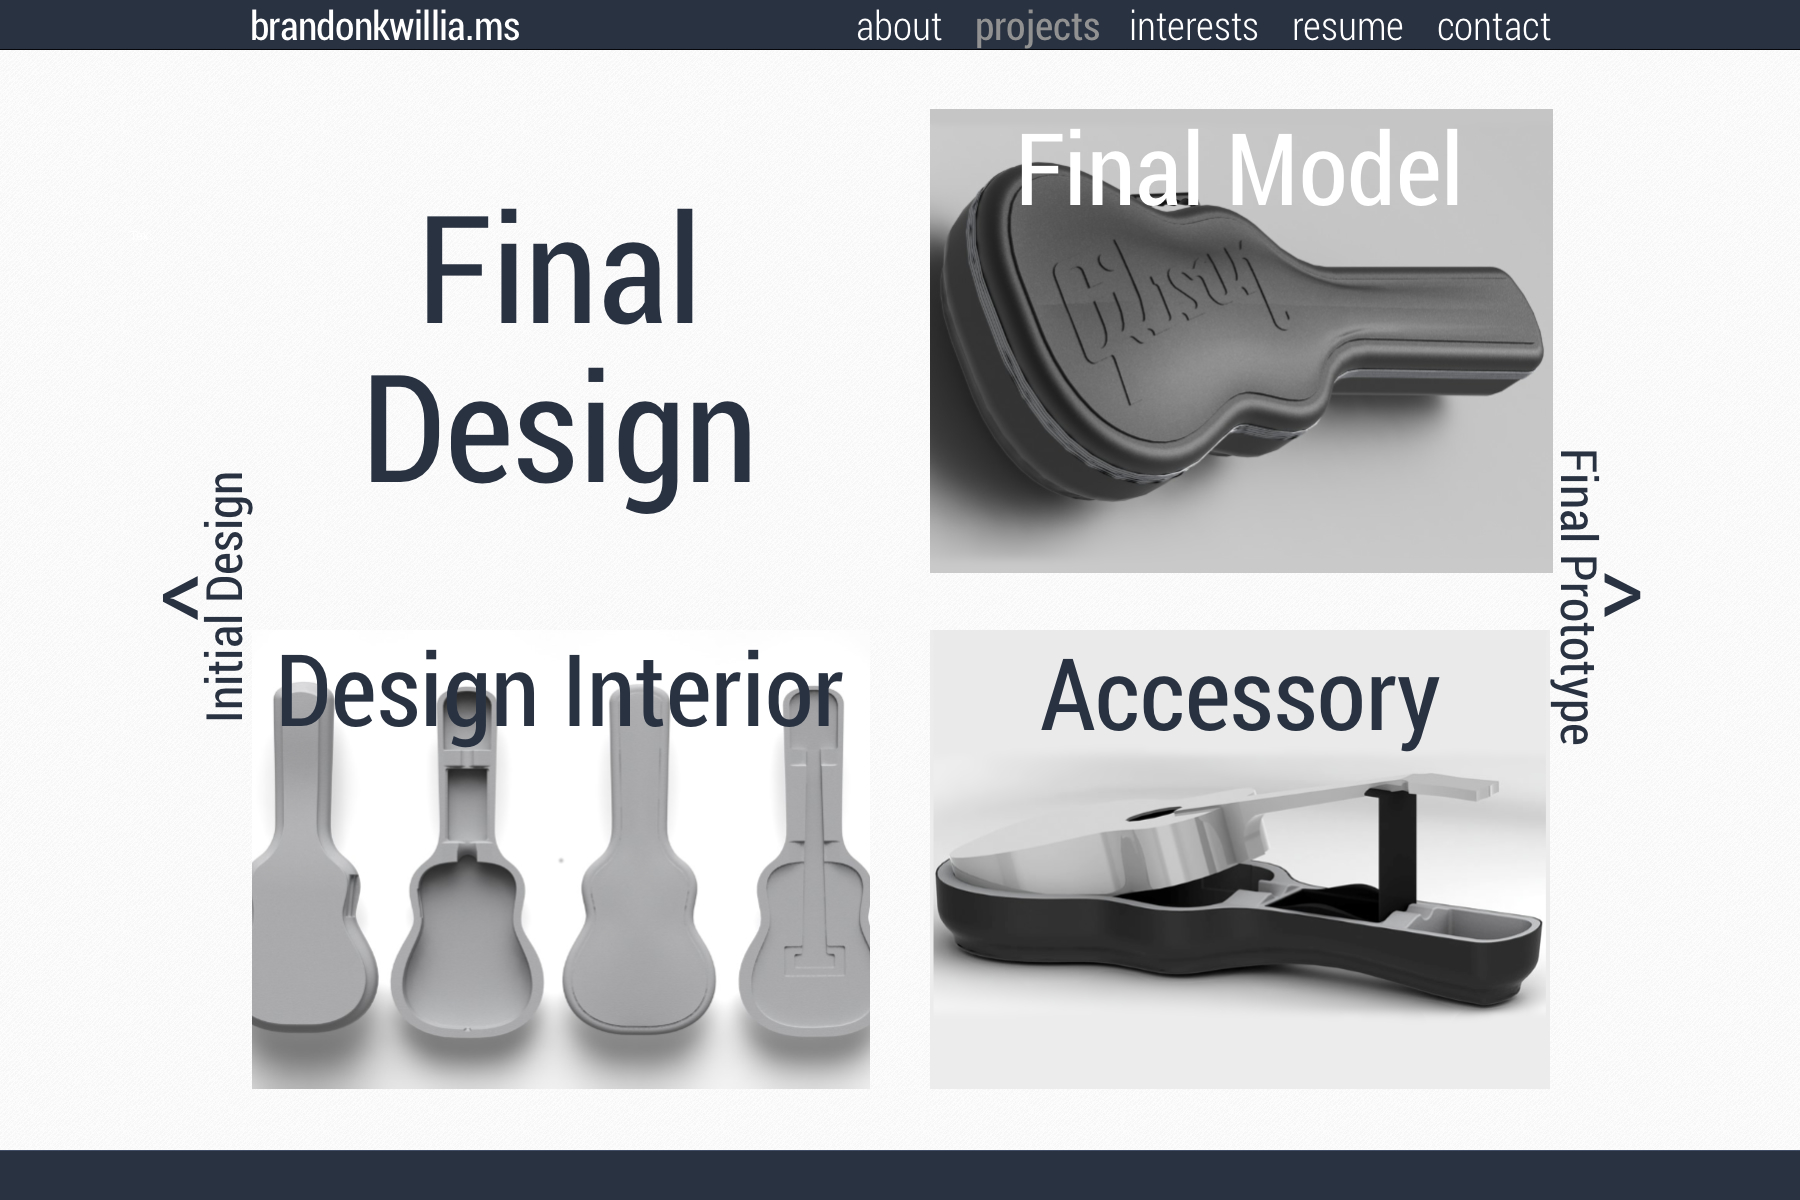 brandonkwillia.ms
about projects interests resume contact
Final
Design
Final Model
Gibson
Initial Design
<
Final Prototype
>
Design Interior
Accessory